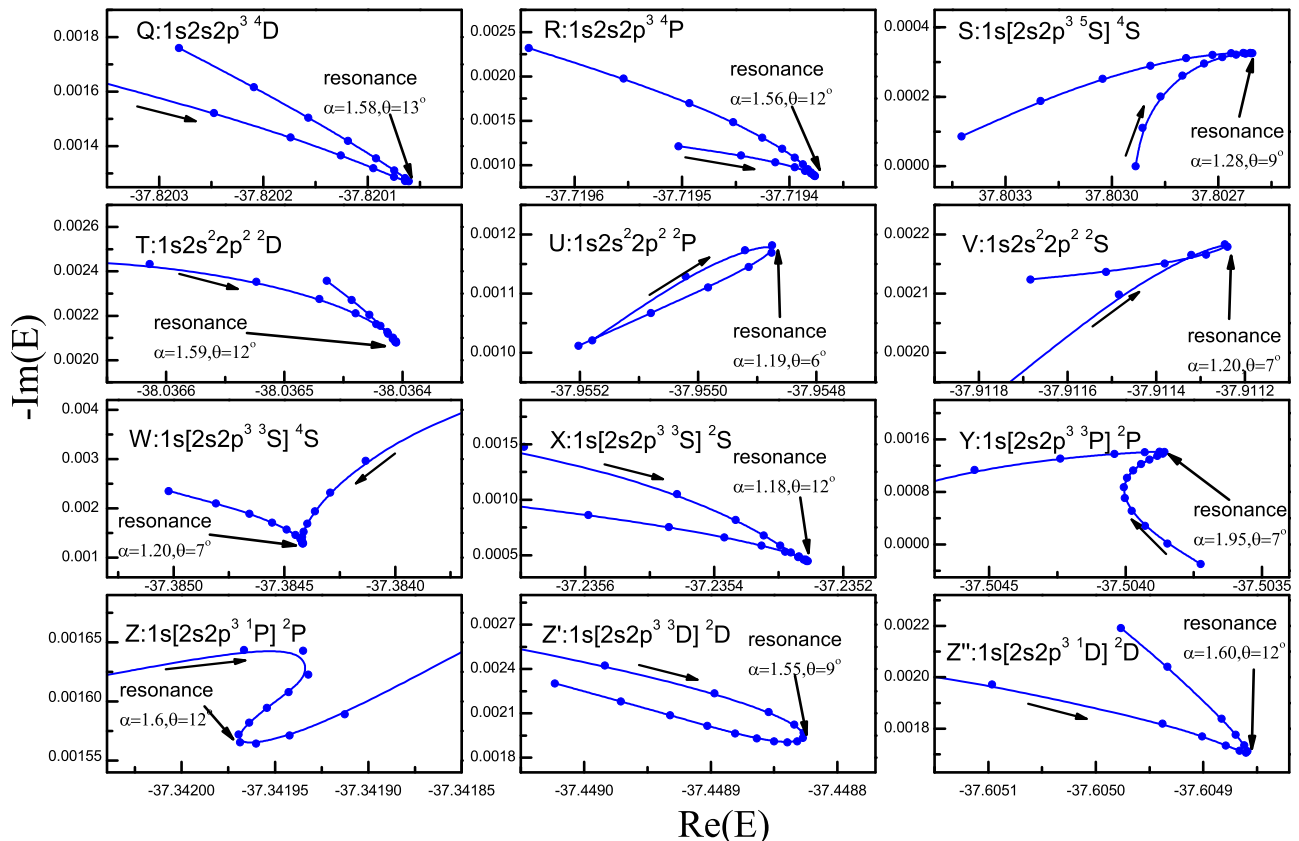 -Im(E)
Q:1s2s2p³ ⁴D
resonance
α=1.58,θ=13°
0.0018
0.0016
0.0014
-37.8203
-37.8202
-37.8201
R:1s2s2p³ ⁴P
resonance
α=1.56,θ=12°
0.0025
0.0020
0.0015
0.0010
-37.7196
-37.7195
-37.7194
S:1s[2s2p³ ⁵S] ⁴S
resonance
α=1.28,θ=9°
0.0004
0.0002
0.0000
-37.8033
-37.8030
-37.8027
T:1s2s²2p² ²D
resonance
α=1.59,θ=12°
0.0026
0.0024
0.0022
0.0020
-38.0366
-38.0365
-38.0364
U:1s2s²2p² ²P
resonance
α=1.19,θ=6°
0.0012
0.0011
0.0010
-37.9552
-37.9550
-37.9548
V:1s2s²2p² ²S
resonance
α=1.20,θ=7°
0.0022
0.0021
0.0020
-37.9118
-37.9116
-37.9114
-37.9112
W:1s[2s2p³ ³S] ⁴S
resonance
α=1.20,θ=7°
0.004
0.003
0.002
0.001
-37.3850
-37.3845
-37.3840
X:1s[2s2p³ ³S] ²S
resonance
α=1.18,θ=12°
0.0015
0.0010
0.0005
-37.2356
-37.2354
-37.2352
Y:1s[2s2p³ ³P] ²P
resonance
α=1.95,θ=7°
0.0016
0.0008
0.0000
-37.5045
-37.5040
-37.5035
Z:1s[2s2p³ ¹P] ²P
resonance
α=1.6,θ=12°
0.00165
0.00160
0.00155
-37.34200
-37.34195
-37.34190
-37.34185
Z':1s[2s2p³ ³D] ²D
resonance
α=1.55,θ=9°
0.0027
0.0024
0.0021
0.0018
-37.4490
-37.4489
-37.4488
Z'':1s[2s2p³ ¹D] ²D
resonance
α=1.60,θ=12°
0.0022
0.0020
0.0018
-37.6051
-37.6050
-37.6049
Re(E)